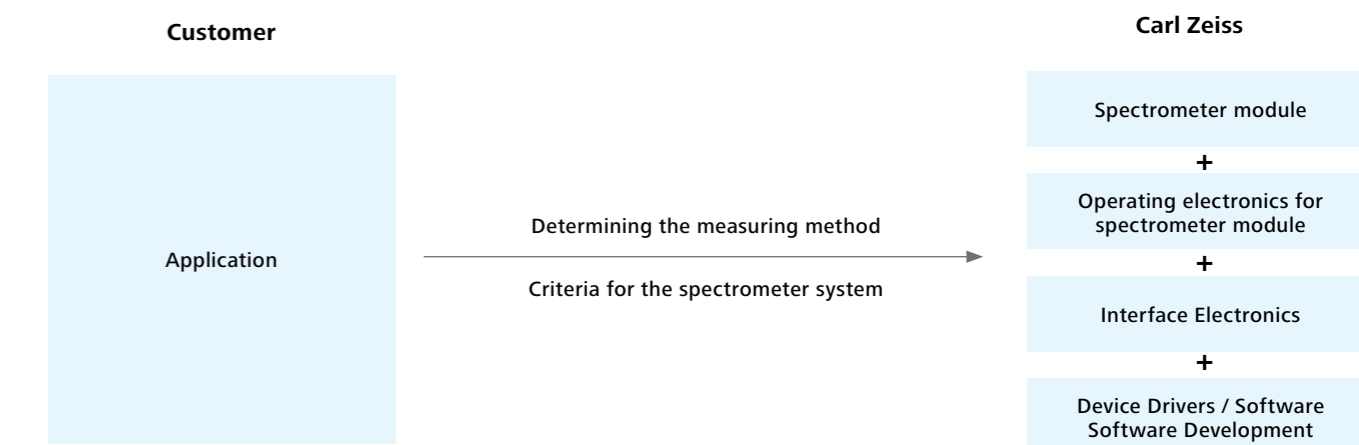 Customer
Application
Determining the measuring method
Criteria for the spectrometer system
Carl Zeiss
Spectrometer module
+
Operating electronics for
spectrometer module
+
Interface Electronics
+
Device Drivers / Software
Software Development